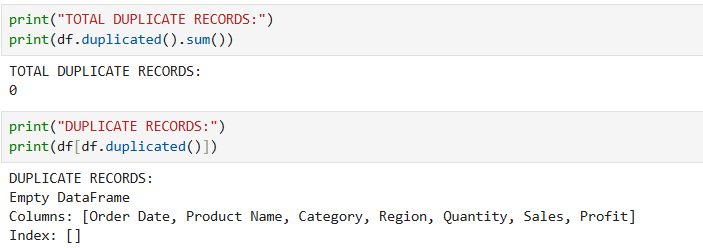 print("TOTAL DUPLICATE RECORDS:")
print(df.duplicated().sum())
TOTAL DUPLICATE RECORDS:
0
print("DUPLICATE RECORDS:")
print(df[df.duplicated()])
DUPLICATE RECORDS:
Empty DataFrame
Columns: [Order Date, Product Name, Category, Region, Quantity, Sales, Profit]
Index: []